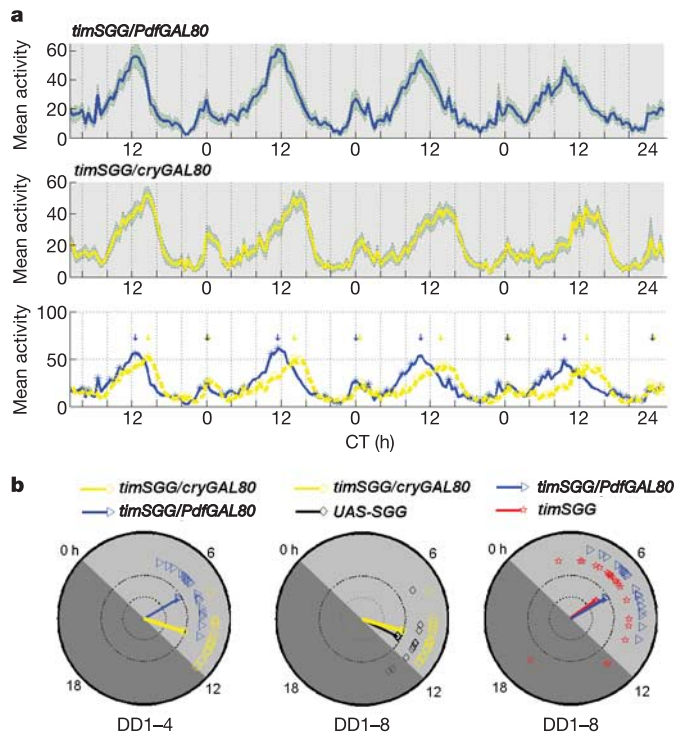 a
timSGG/PdfGAL80
Mean activity
60
40
20
0
12 0 12 0 12 0 12 24
timSGG/cryGAL80
Mean activity
60
40
20
0
12 0 12 0 12 0 12 24
Mean activity
100
50
0
12 0 12 0 12 0 12 24
CT (h)
b
timSGG/cryGAL80 timSGG/cryGAL80 timSGG/PdfGAL80
timSGG/PdfGAL80 UAS-SGG timSGG
0 h 6 0 h 6 0 h 6
18 12 18 12 18 12
DD1–4 DD1–8 DD1–8